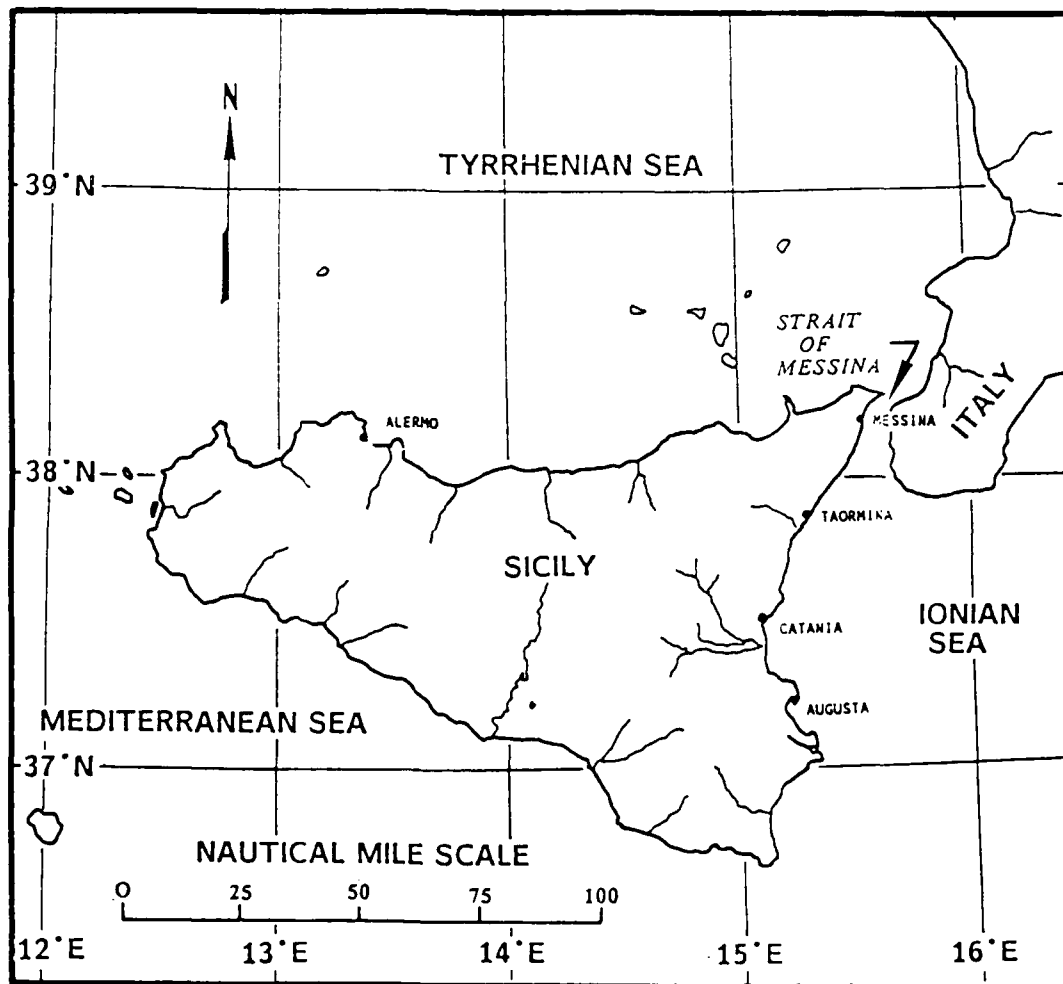 N
TYRRHENIAN SEA
39°N
STRAIT
OF
MESSINA
ITALY
ALERMO
MESSINA
38°N
TAORMINA
SICILY
IONIAN
SEA
CATANIA
MEDITERRANEAN SEA
AUGUSTA
37°N
NAUTICAL MILE SCALE
0 25 50 75 100
12°E 13°E 14°E 15°E 16°E